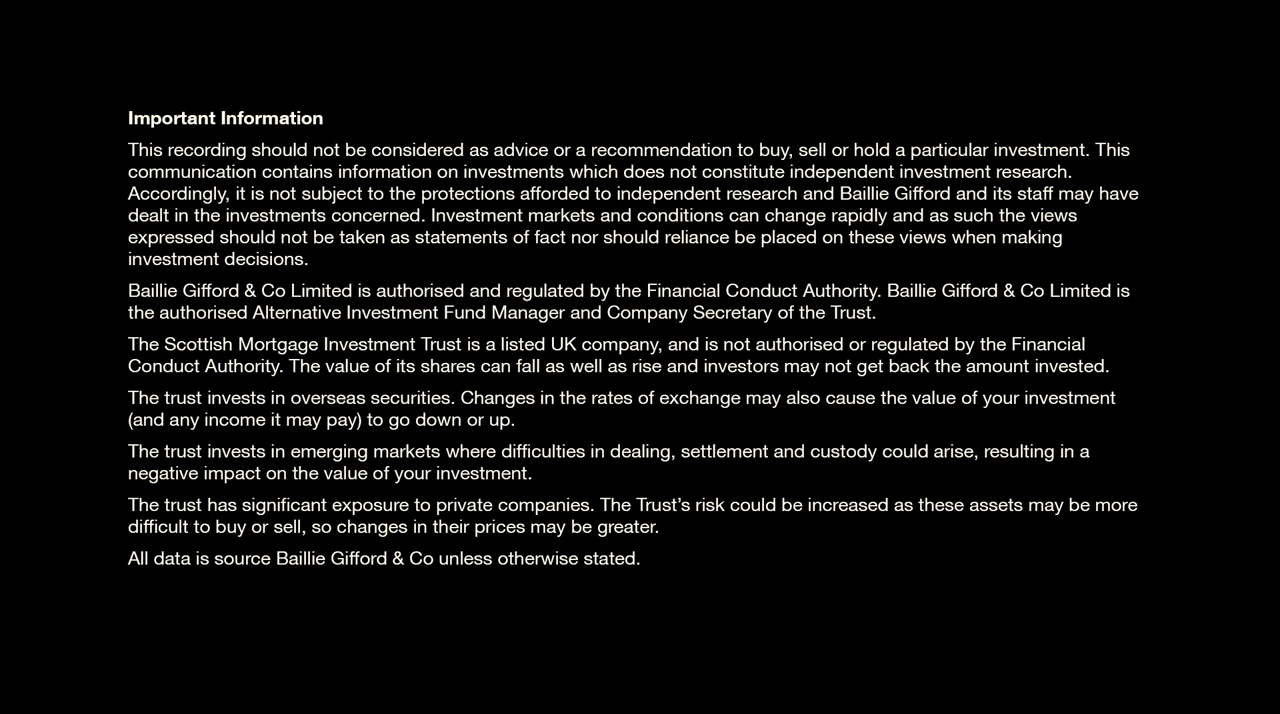 Important Information
This recording should not be considered as advice or a recommendation to buy, sell or hold a particular investment. This
communication contains information on investments which does not constitute independent investment research.
Accordingly, it is not subject to the protections afforded to independent research and Baillie Gifford and its staff may have
dealt in the investments concerned. Investment markets and conditions can change rapidly and as such the views
expressed should not be taken as statements of fact nor should reliance be placed on these views when making
investment decisions.
Baillie Gifford & Co Limited is authorised and regulated by the Financial Conduct Authority. Baillie Gifford & Co Limited is
the authorised Alternative Investment Fund Manager and Company Secretary of the Trust.
The Scottish Mortgage Investment Trust is a listed UK company, and is not authorised or regulated by the Financial
Conduct Authority. The value of its shares can fall as well as rise and investors may not get back the amount invested.
The trust invests in overseas securities. Changes in the rates of exchange may also cause the value of your investment
(and any income it may pay) to go down or up.
The trust invests in emerging markets where difficulties in dealing, settlement and custody could arise, resulting in a
negative impact on the value of your investment.
The trust has significant exposure to private companies. The Trust’s risk could be increased as these assets may be more
difficult to buy or sell, so changes in their prices may be greater.
All data is source Baillie Gifford & Co unless otherwise stated.